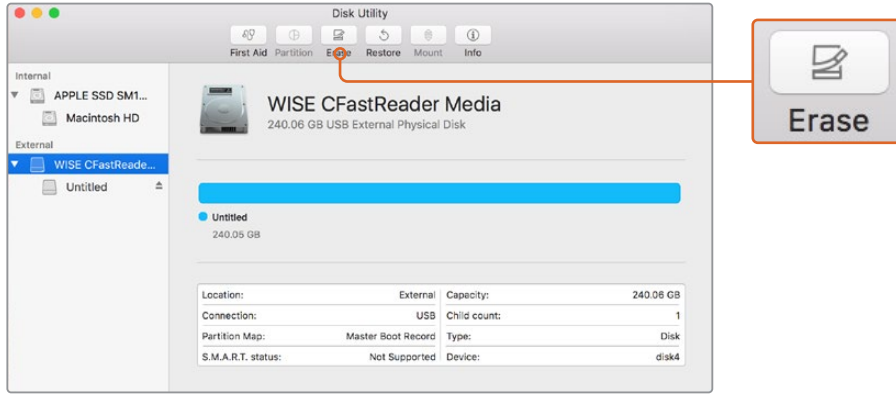 Disk Utility
First Aid Partition Erase Restore Mount Info
Erase
Internal
APPLE SSD SM1...
Macintosh HD
External
WISE CFastReade...
Untitled
WISE CFastReader Media
240.06 GB USB External Physical Disk
Untitled
240.05 GB
Location: External Capacity: 240.06 GB
Connection: USB Child count: 1
Partition Map: Master Boot Record Type: Disk
S.M.A.R.T. status: Not Supported Device: disk4